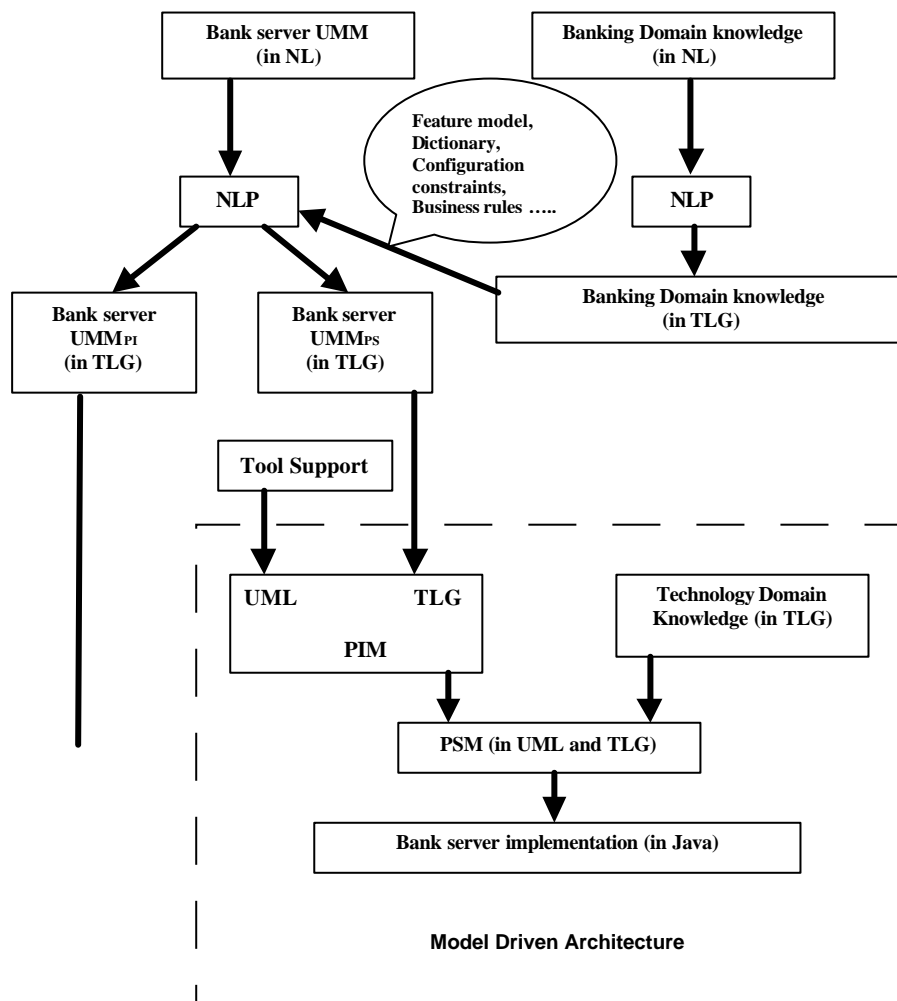 Bank server UMM
(in NL)
Banking Domain knowledge
(in NL)
Feature model,
Dictionary,
Configuration
constraints,
Business rules …..
NLP
NLP
Bank server
UMMPI
(in TLG)
Bank server
UMMPS
(in TLG)
Banking Domain knowledge
(in TLG)
Tool Support
UML TLG
PIM
Technology Domain
Knowledge (in TLG)
PSM (in UML and TLG)
Bank server implementation (in Java)
Model Driven Architecture